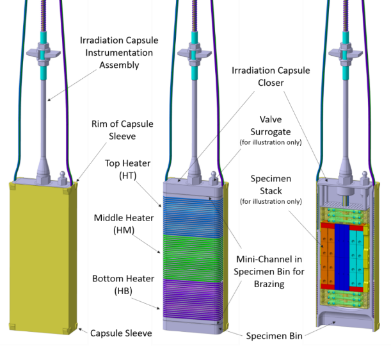 Irradiation Capsule
Instrumentation
Assembly
Rim of Capsule
Sleeve
Top Heater
(HT)
Middle Heater
(HM)
Bottom Heater
(HB)
Capsule Sleeve
Irradiation Capsule
Closer
Valve
Surrogate
(for illustration only)
Specimen
Stack
(for illustration only)
Mini-Channel in
Specimen Bin for
Brazing
Specimen Bin